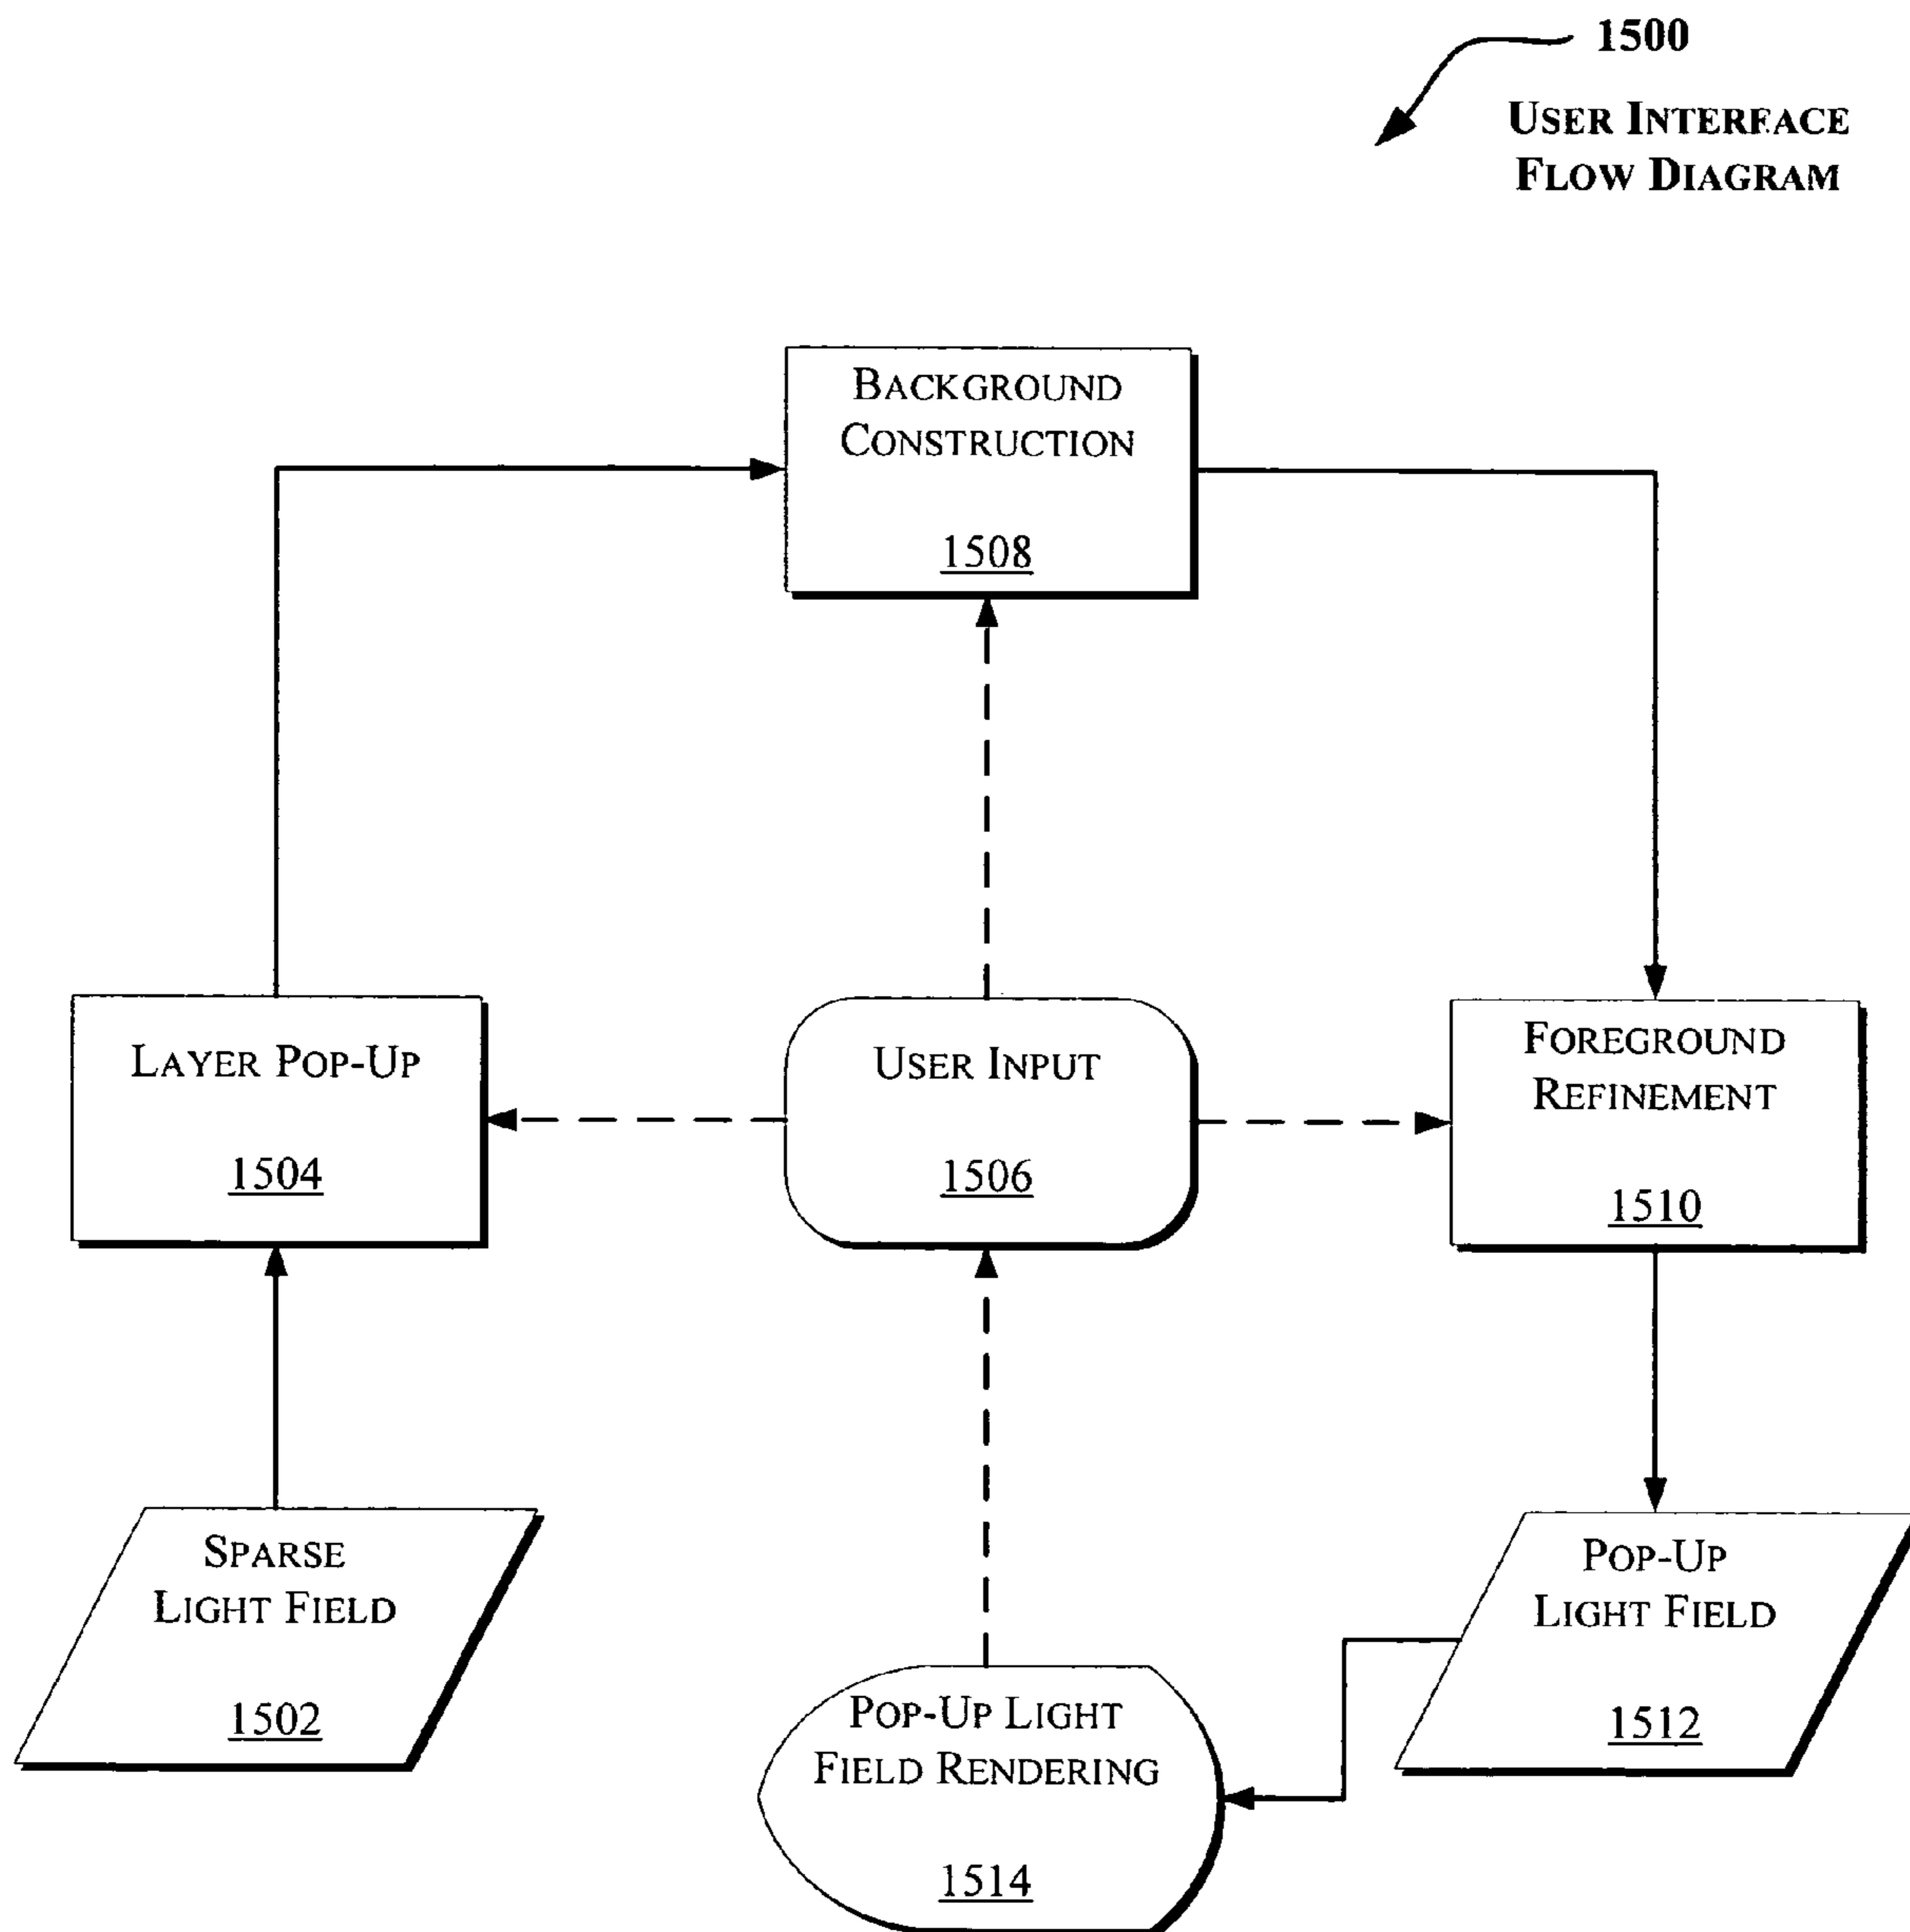 1500
USER INTERFACE
FLOW DIAGRAM
BACKGROUND
CONSTRUCTION
1508
LAYER POP-UP
1504
USER INPUT
1506
FOREGROUND
REFINEMENT
1510
SPARSE
LIGHT FIELD
1502
POP-UP LIGHT
FIELD RENDERING
1514
POP-UP
LIGHT FIELD
1512